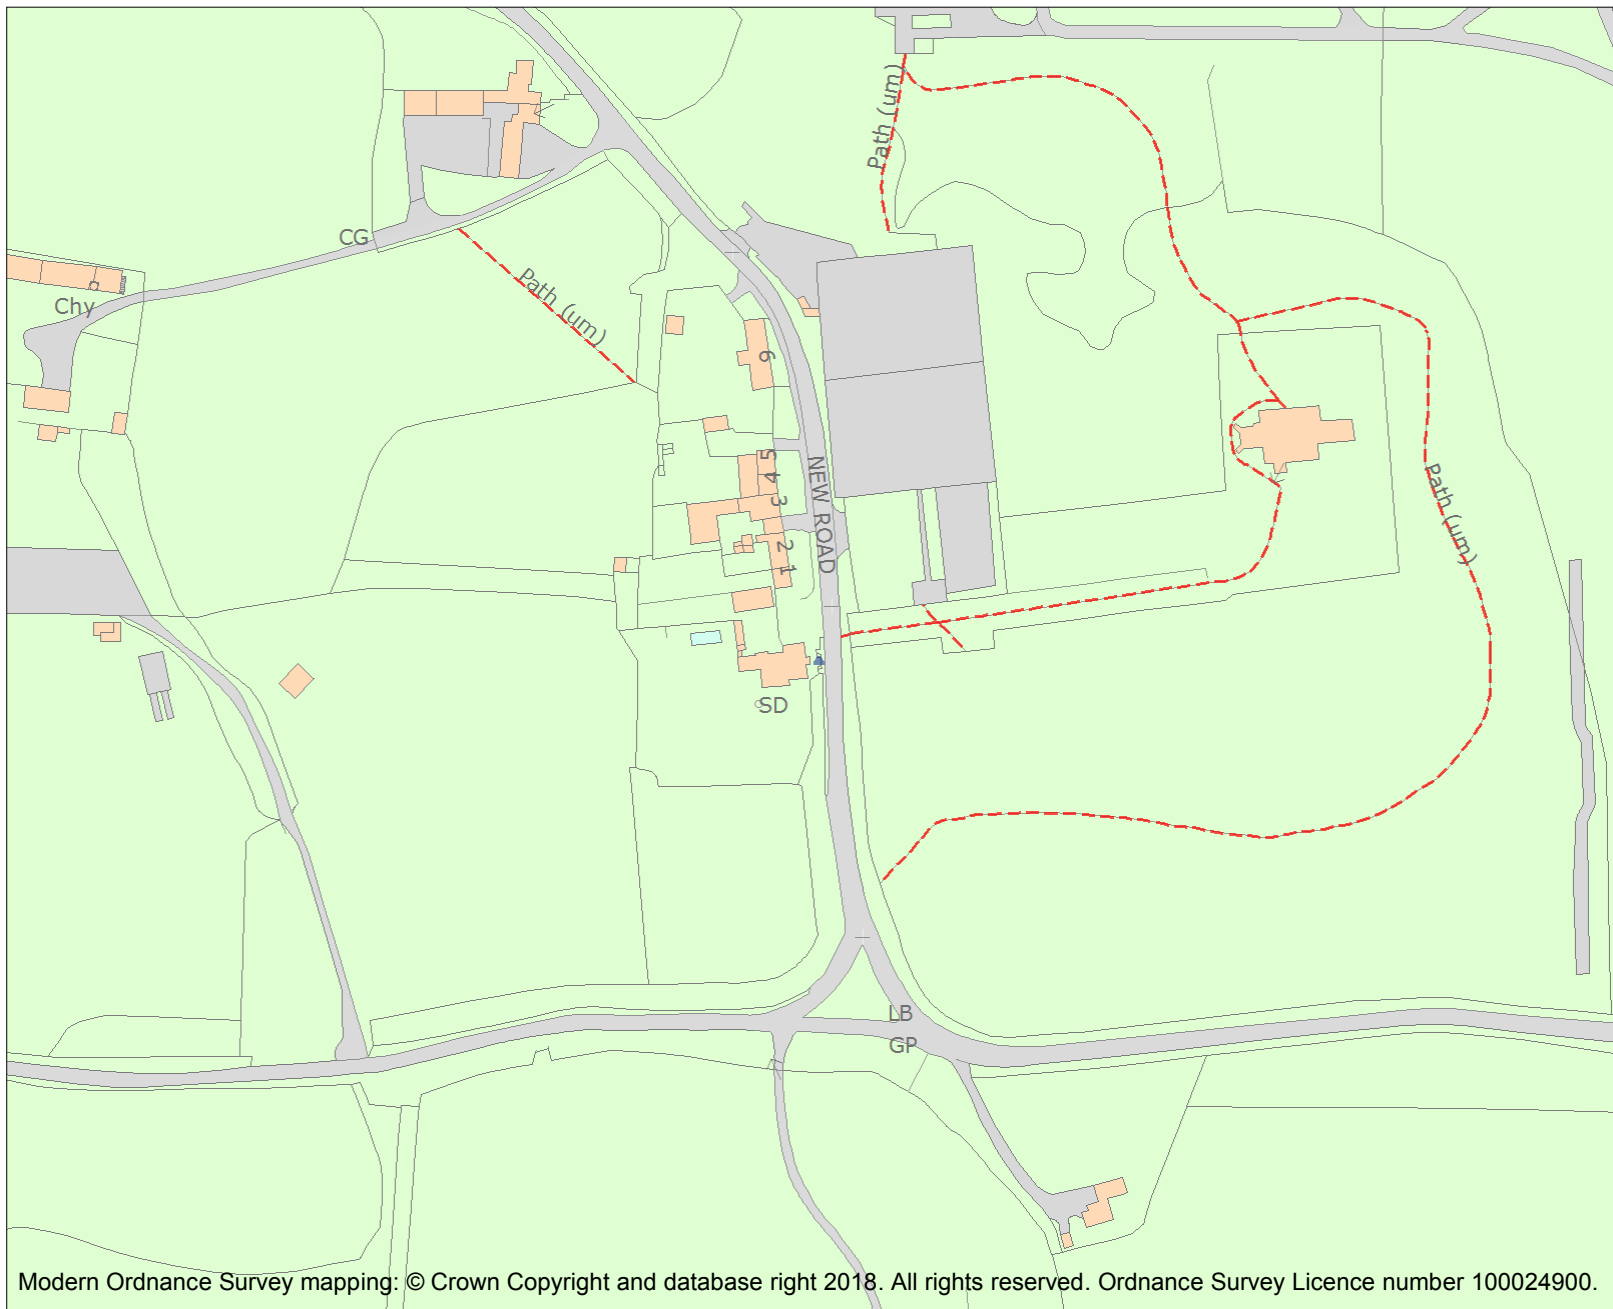 Path (um)
CG
Chy
Path (um)
6
5
4
3
2
1
NEW ROAD
Path (um)
SD
LB
GP
Modern Ordnance Survey mapping: © Crown Copyright and database right 2018. All rights reserved. Ordnance Survey Licence number 100024900.